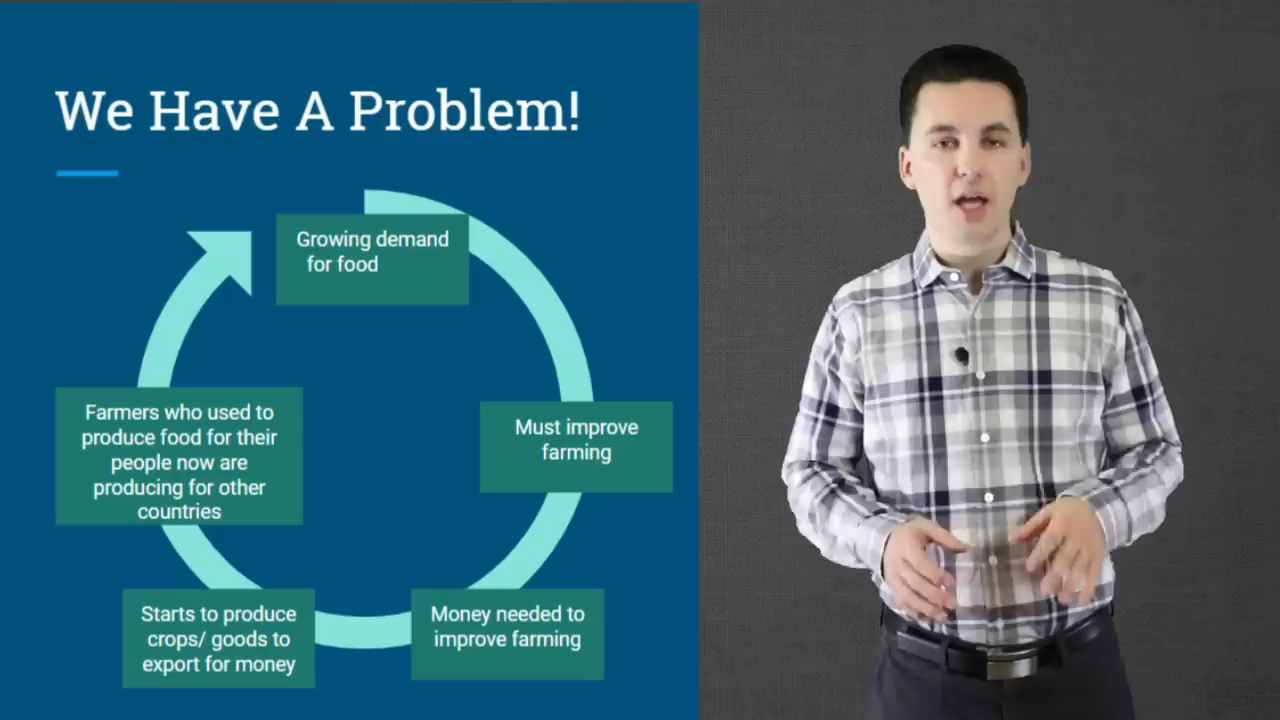 We Have A Problem!
Growing demand
for food
Must improve
farming
Money needed to
improve farming
Starts to produce
crops/ goods to
export for money
Farmers who used to
produce food for their
people now are
producing for other
countries